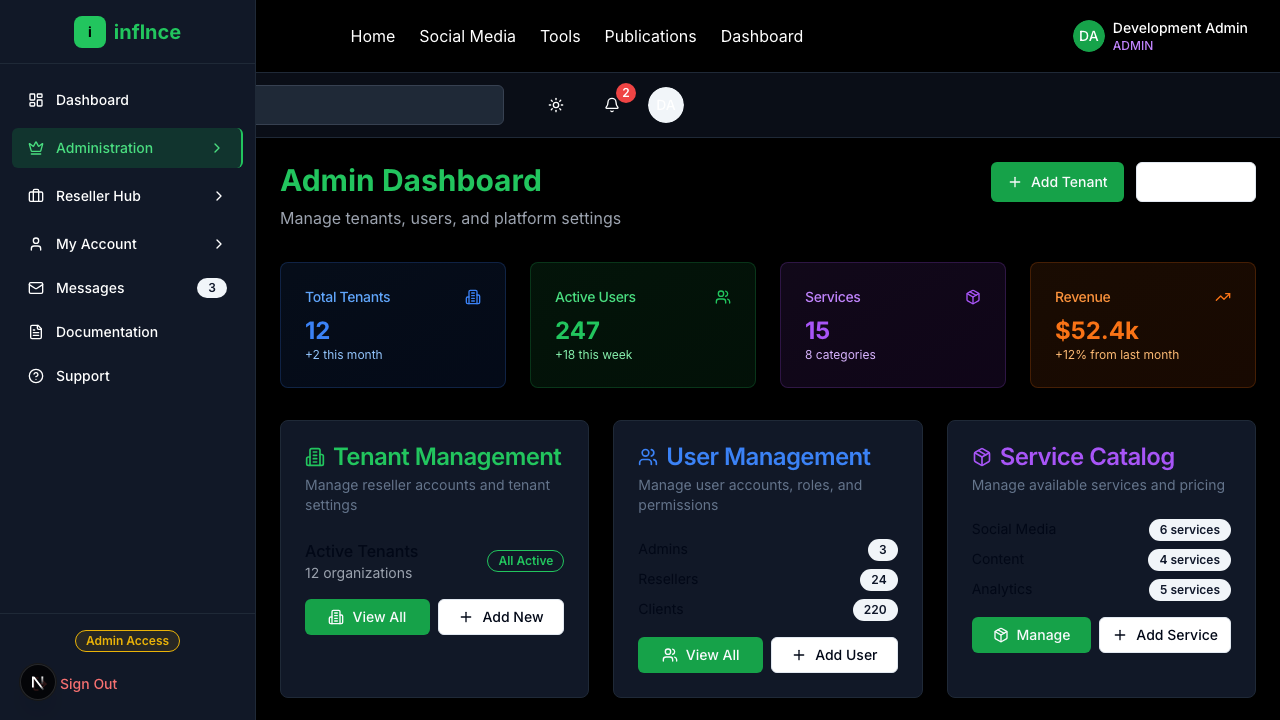 i
infInce
Home
Social Media
Tools
Publications
Dashboard
DA
Development Admin
ADMIN
2
DA
Dashboard
Administration
Reseller Hub
My Account
Messages
3
Documentation
Support
Admin Access
N
Sign Out
Admin Dashboard
Manage tenants, users, and platform settings
Add Tenant
Total Tenants
12
+2 this month
Active Users
247
+18 this week
Services
15
8 categories
Revenue
$52.4k
+12% from last month
Tenant Management
Manage reseller accounts and tenant
settings
Active Tenants
12 organizations
All Active
View All
Add New
User Management
Manage user accounts, roles, and
permissions
Admins
3
Resellers
24
Clients
220
View All
Add User
Service Catalog
Manage available services and pricing
Social Media
6 services
Content
4 services
Analytics
5 services
Manage
Add Service